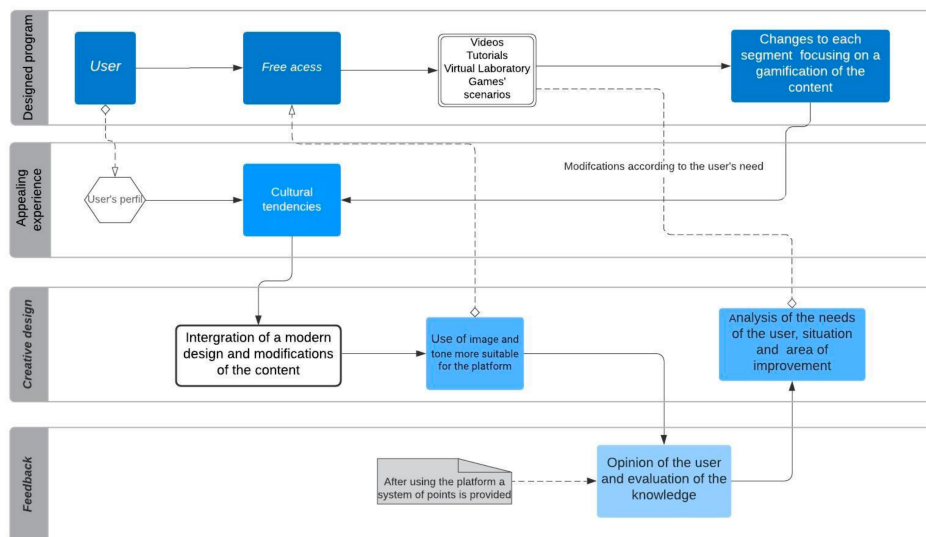 Designed program
User
Free acess
Videos
Tutorials
Virtual Laboratory
Games'
scenarios
Changes to each
segment focusing on a
gamification of the
content
Appealing
experience
User's perfil
Cultural
tendencies
Modifcations according to the user's need
Creative design
Intergration of a modern
design and modifications
of the content
Use of image and
tone more suitable
for the platform
Analysis of the needs
of the user, situation
and area of
improvement
Feedback
After using the platform a
system of points is provided
Opinion of the user
and evaluation of the
knowledge